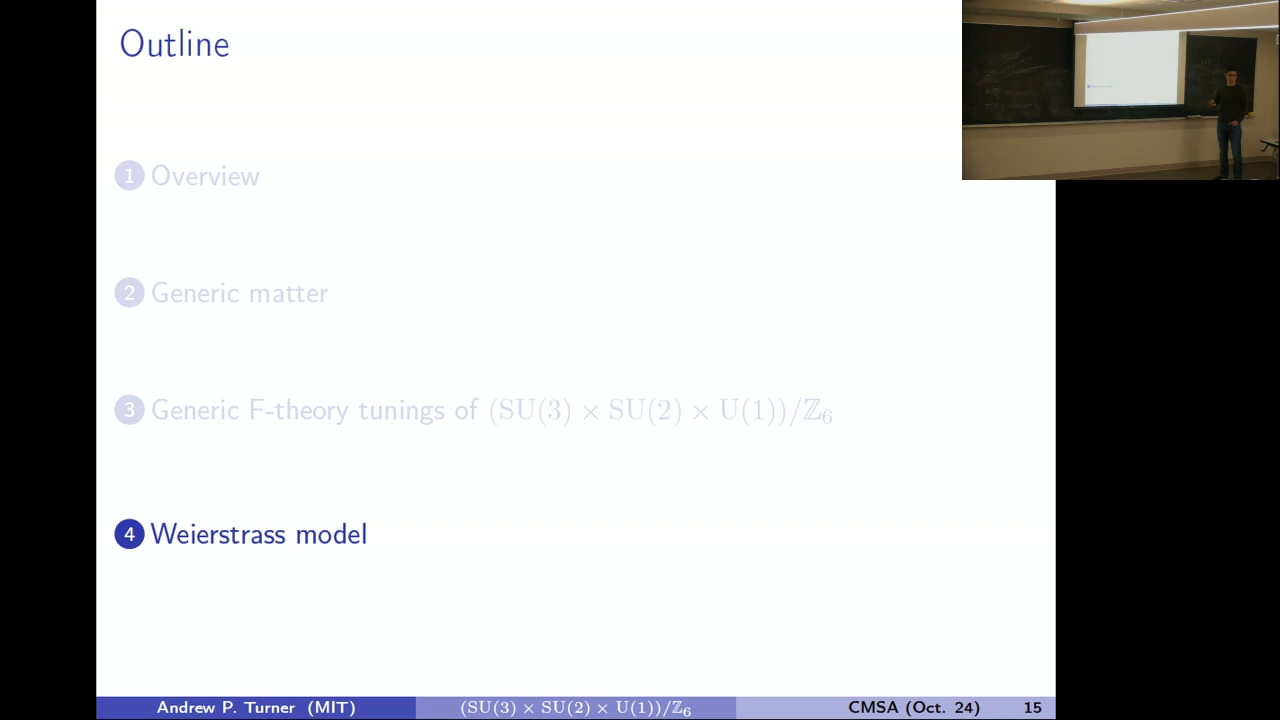 Outline
1 Overview
2 Generic matter
3 Generic F-theory tunings of (SU(3) × SU(2) × U(1))/ℤ₆
4 Weierstrass model
Andrew P. Turner (MIT) (SU(3) × SU(2) × U(1))/ℤ₆ CMSA (Oct. 24) 15